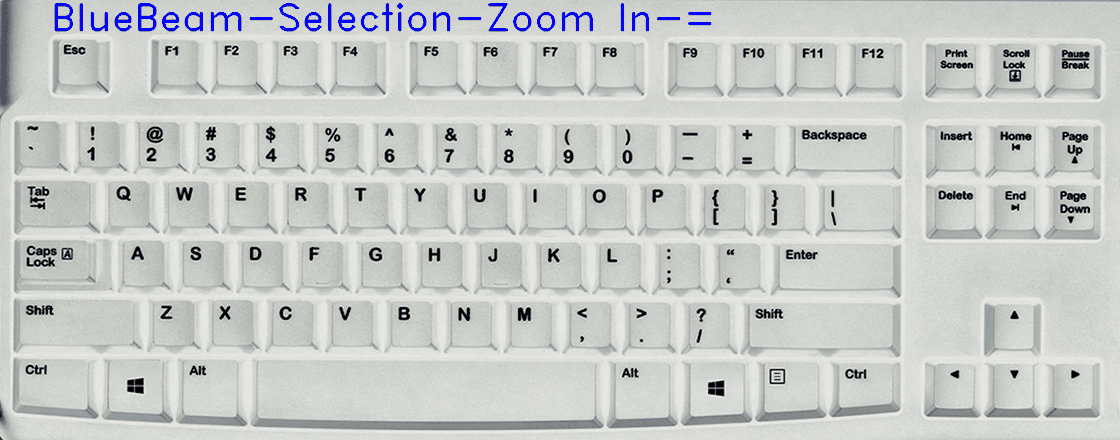 BlueBeam-Selection-Zoom In-=
Esc F1 F2 F3 F4 F5 F6 F7 F8 F9 F10 F11 F12 Print Screen Scroll Lock Pause Break
~ ` ! 1 @ 2 # 3 $ 4 % 5 ^ 6 & 7 * 8 ( 9 ) 0 — - + = Backspace Insert Home Page Up
Tab Q W E R T Y U I O P { [ } ] | \ Delete End Page Down
Caps Lock A A S D F G H J K L : ; “ ‘ Enter
Shift Z X C V B N M < , > . ? / Shift
Ctrl Alt Alt Ctrl